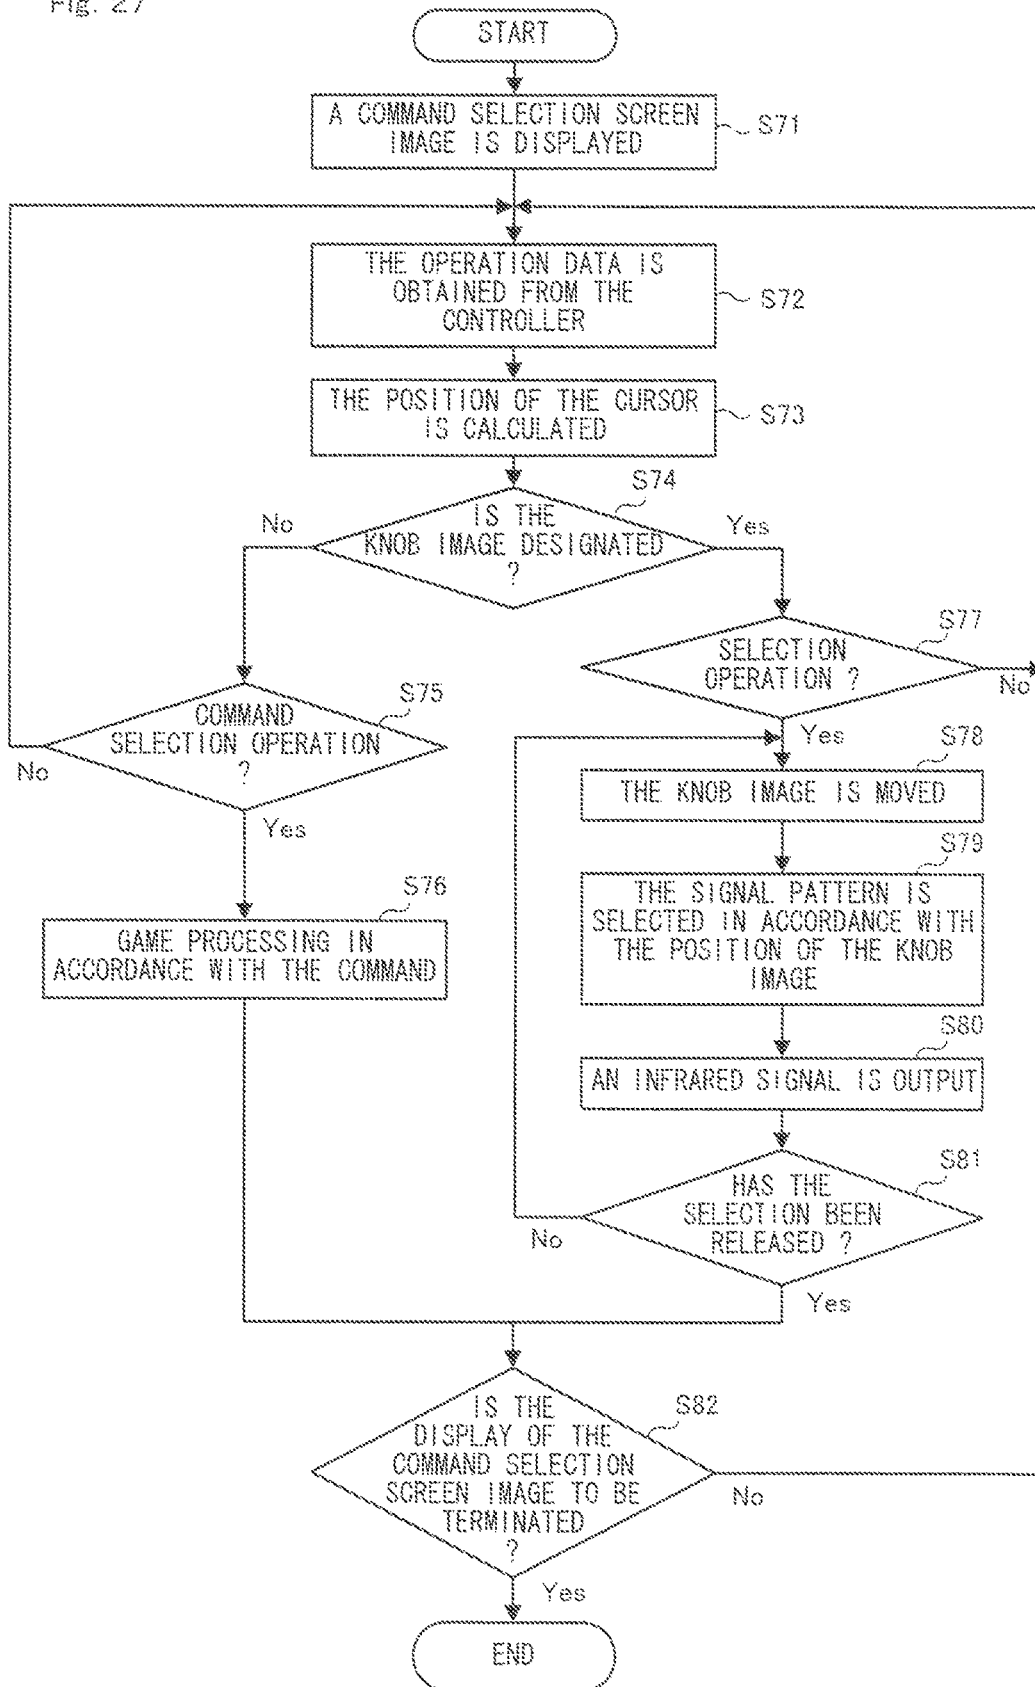 Fig. 27
START
A COMMAND SELECTION SCREEN
IMAGE IS DISPLAYED
S71
THE OPERATION DATA IS
OBTAINED FROM THE
CONTROLLER
S72
THE POSITION OF THE CURSOR
IS CALCULATED
S73
S74
IS THE
KNOB IMAGE DESIGNATED
?
No
Yes
S77
SELECTION
OPERATION ?
No
Yes
S75
COMMAND
SELECTION OPERATION
?
No
Yes
S78
THE KNOB IMAGE IS MOVED
S79
THE SIGNAL PATTERN IS
SELECTED IN ACCORDANCE WITH
THE POSITION OF THE KNOB
IMAGE
S76
GAME PROCESSING IN
ACCORDANCE WITH THE COMMAND
S80
AN INFRARED SIGNAL IS OUTPUT
S81
HAS THE
SELECTION BEEN
RELEASED ?
No
Yes
S82
IS THE
DISPLAY OF THE
COMMAND SELECTION
SCREEN IMAGE TO BE
TERMINATED
?
No
Yes
END